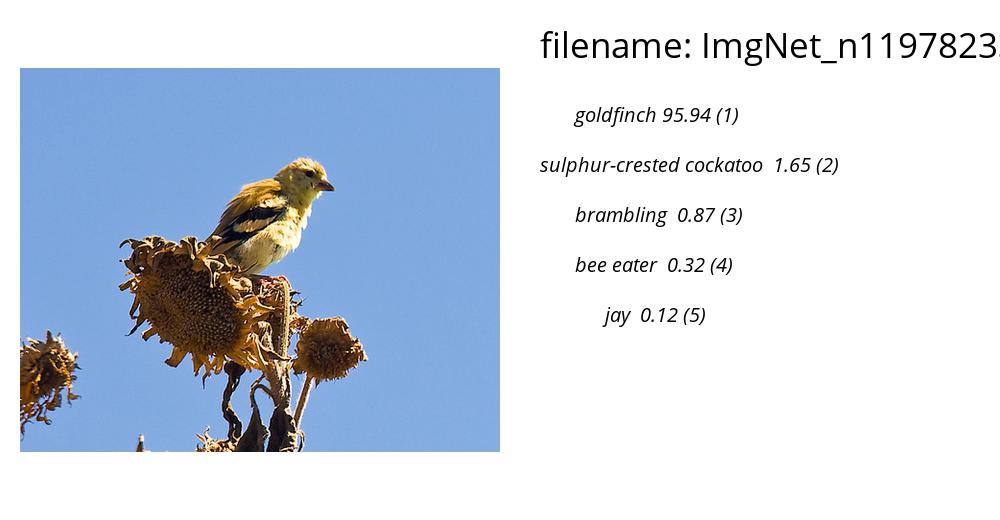 filename: ImgNet_n1197823
goldfinch 95.94 (1)
sulphur-crested cockatoo 1.65 (2)
brambling 0.87 (3)
bee eater 0.32 (4)
jay 0.12 (5)